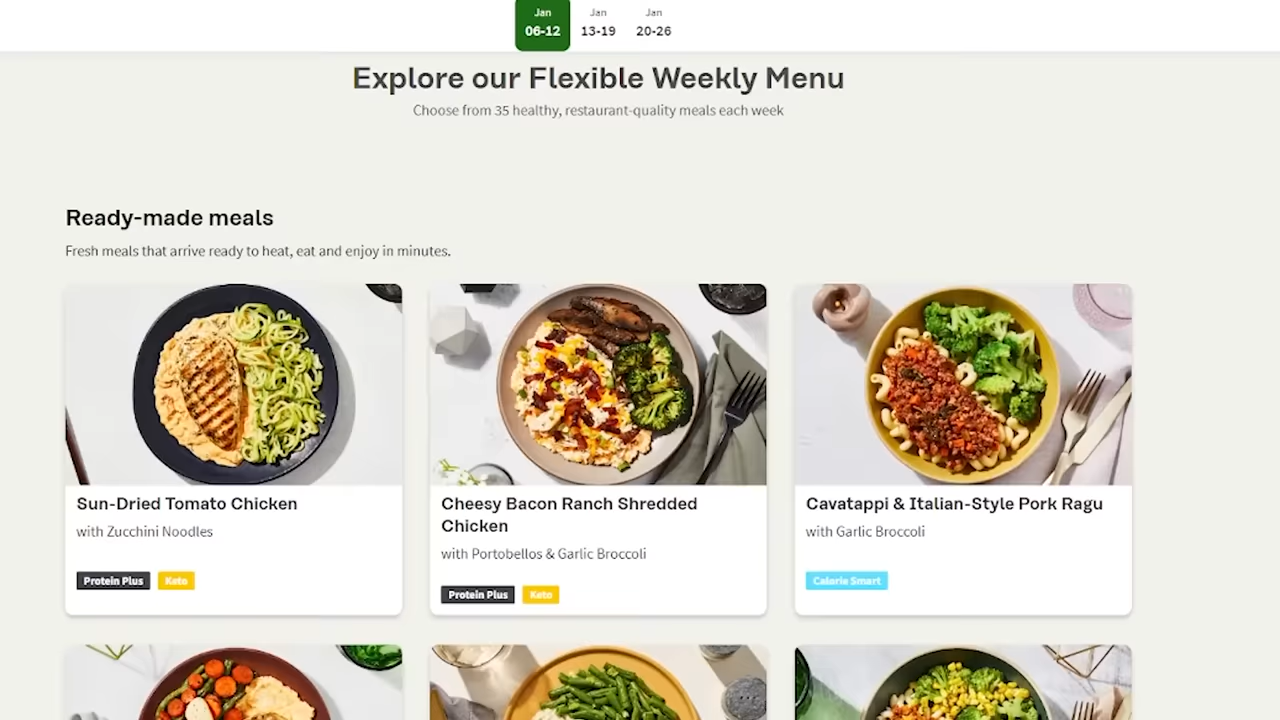 Jan
06-12
Jan
13-19
Jan
20-26
Explore our Flexible Weekly Menu
Choose from 35 healthy, restaurant-quality meals each week
Ready-made meals
Fresh meals that arrive ready to heat, eat and enjoy in minutes.
Sun-Dried Tomato Chicken
with Zucchini Noodles
Protein Plus
Keto
Cheesy Bacon Ranch Shredded
Chicken
with Portobellos & Garlic Broccoli
Protein Plus
Keto
Cavatappi & Italian-Style Pork Ragu
with Garlic Broccoli
Calorie Smart